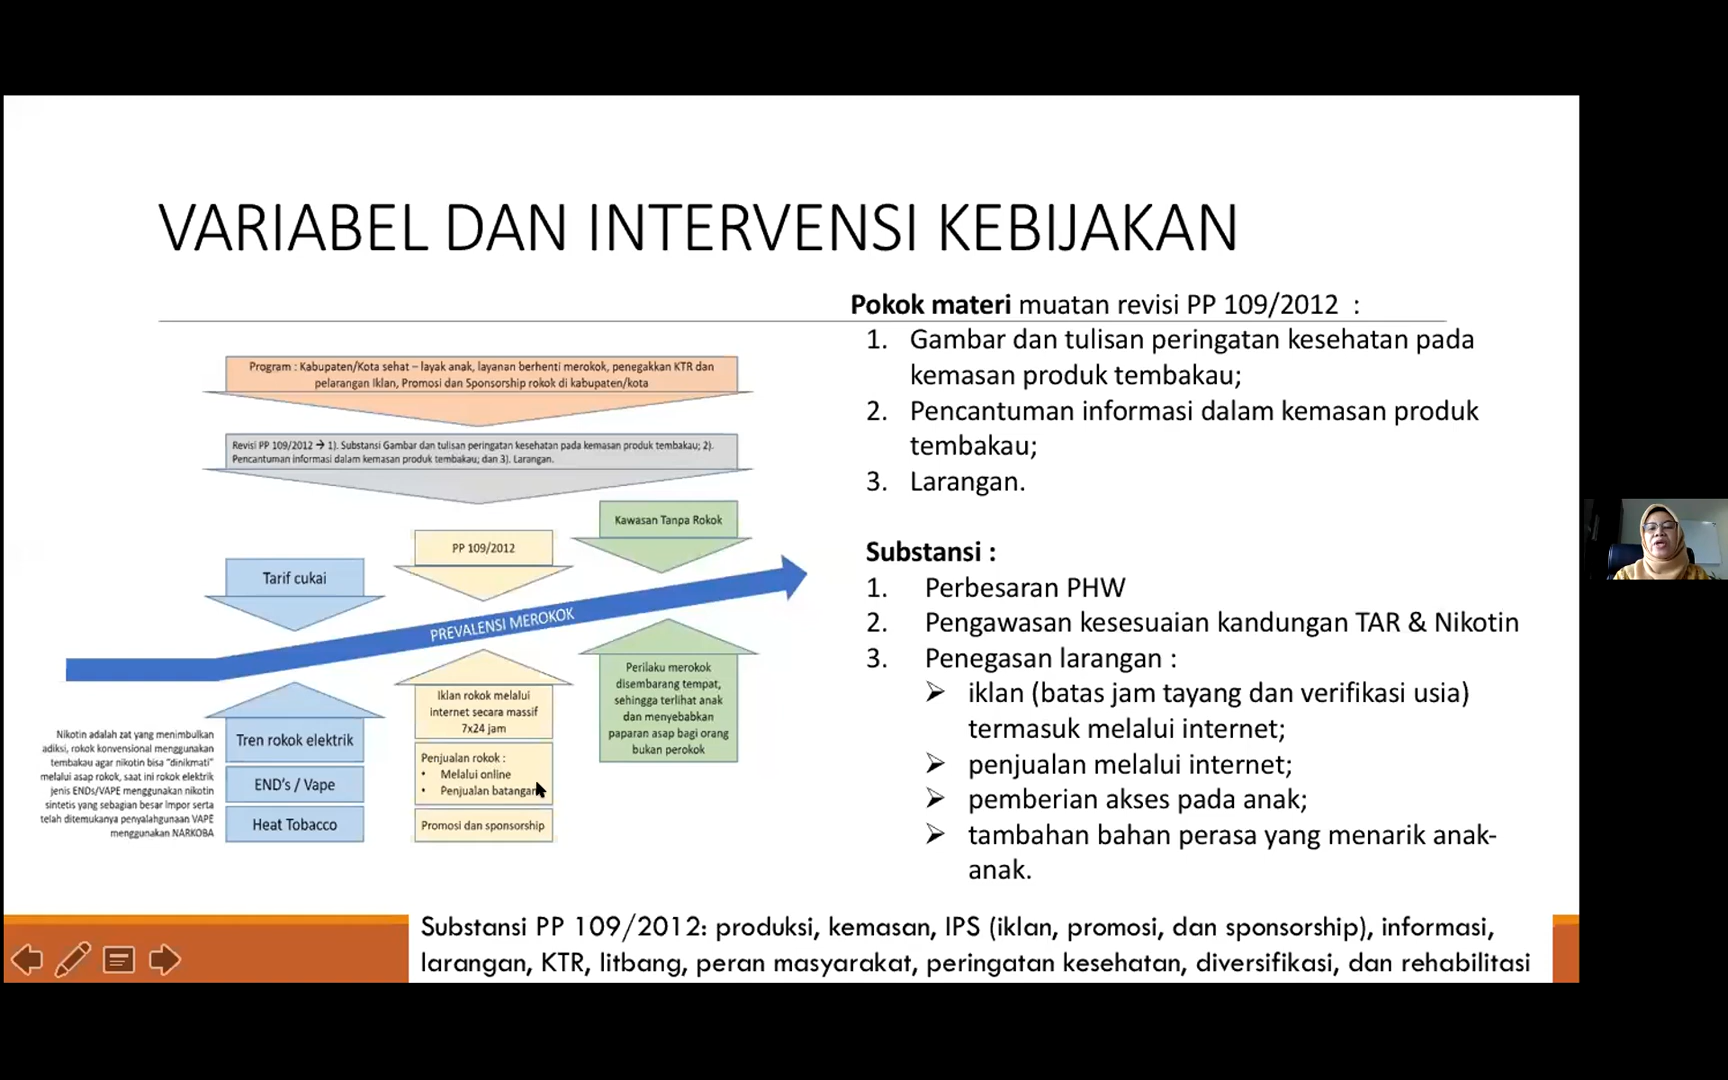 VARIABEL DAN INTERVENSI KEBIJAKAN
Program : Kabupaten/Kota sehat – layak anak, layanan berhenti merokok, penegakkan KTR dan
pelarangan Iklan, Promosi dan Sponsorship rokok di kabupaten/kota
Revisi PP 109/2012 → 1). Substansi Gambar dan tulisan peringatan kesehatan pada kemasan produk tembakau; 2).
Pencantuman informasi dalam kemasan produk tembakau; dan 3). Larangan.
Tarif cukai
PP 109/2012
Kawasan Tanpa Rokok
PREVALENSI MEROKOK
Nikotin adalah zat yang menimbulkan
adiksi, rokok konvensional menggunakan
tembakau agar nikotin bisa "dinikmati"
melalui asap rokok, saat ini rokok elektrik
jenis ENDs/VAPE menggunakan nikotin
sintetis yang sebagian besar Impor serta
telah ditemukanya penyalahgunaan VAPE
menggunakan NARKOBA
Tren rokok elektrik
END's / Vape
Heat Tobacco
Iklan rokok melalui
internet secara massif
7x24 jam
Penjualan rokok :
• Melalui online
• Penjualan batangan
Promosi dan sponsorship
Perilaku merokok
disembarang tempat,
sehingga terlihat anak
dan menyebabkan
paparan asap bagi orang
bukan perokok
Pokok materi muatan revisi PP 109/2012 :
1. Gambar dan tulisan peringatan kesehatan pada
kemasan produk tembakau;
2. Pencantuman informasi dalam kemasan produk
tembakau;
3. Larangan.
Substansi :
1. Perbesaran PHW
2. Pengawasan kesesuaian kandungan TAR & Nikotin
3. Penegasan larangan :
➢ iklan (batas jam tayang dan verifikasi usia)
termasuk melalui internet;
➢ penjualan melalui internet;
➢ pemberian akses pada anak;
➢ tambahan bahan perasa yang menarik anak-
anak.
Substansi PP 109/2012: produksi, kemasan, IPS (iklan, promosi, dan sponsorship), informasi,
larangan, KTR, litbang, peran masyarakat, peringatan kesehatan, diversifikasi, dan rehabilitasi